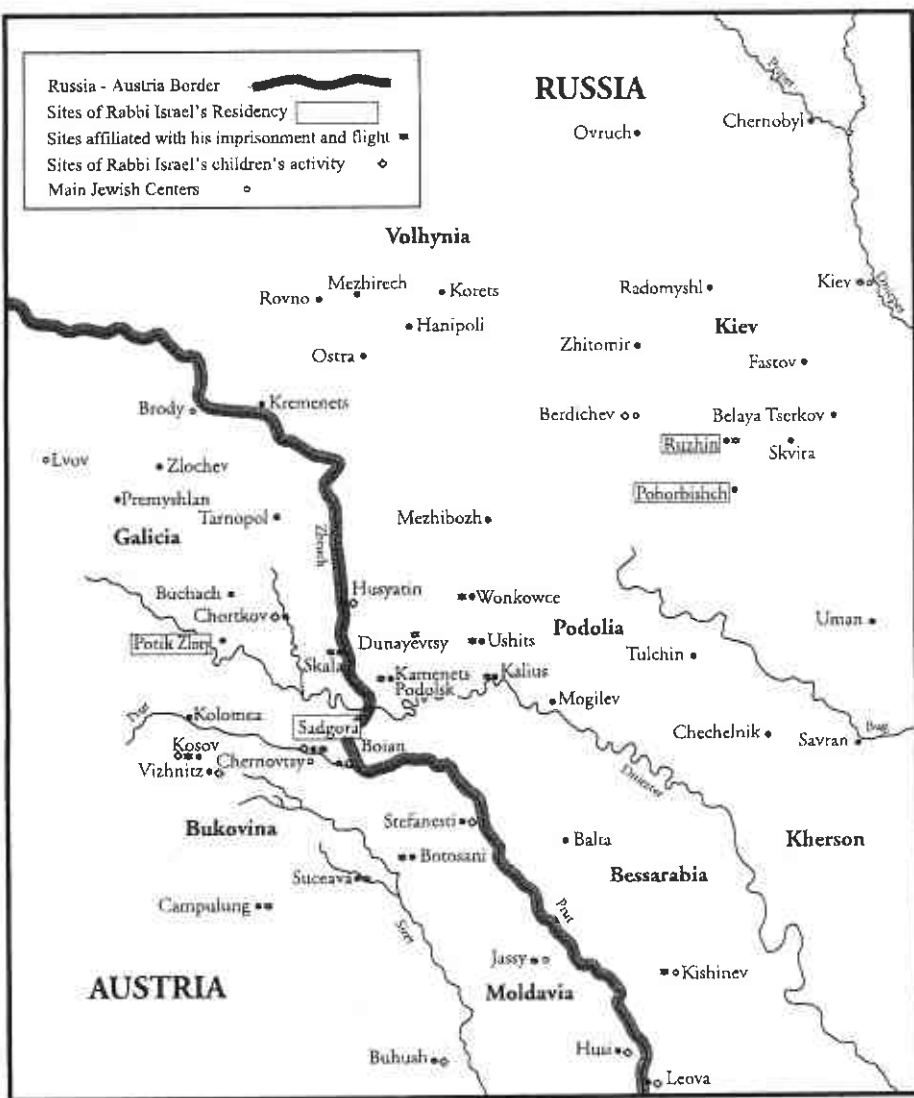 Russia - Austria Border
Sites of Rabbi Israel's Residency
Sites affiliated with his imprisonment and flight
Sites of Rabbi Israel's children's activity
Main Jewish Centers
RUSSIA
Pripet
Chernobyl
Ovruch
Volhynia
Mezhirech
Rovno
Korets
Radomyshl
Kiev
Dnieper
Hanipoli
Kiev
Ostra
Zhitomir
Fastov
Brody
Kremenets
Berdichev
Belaya Tserkov
Ruzhin
Skvira
Lvov
Zlochev
Premyshlan
Pohorbishch
Tarnopol
Mezhibozh
Galicia
Zbruch
Buchach
Husyatin
Wonkowce
Chortkov
Podolia
Uman
Potik Zloty
Dunayevtsy
Ushits
Tulchin
Skala
Kamenets
Podolsk
Kalius
Mogilev
Prut
Kolomea
Sadgora
Chechelnik
Savran
Bug
Kosov
Boian
Chernovtsy
Vizhnitz
Dniester
Stefanesti
Bukovina
Balta
Kherson
Botosani
Bessarabia
Suceava
Campulung
Siret
Prut
Jassy
Kishinev
AUSTRIA
Moldavia
Buhush
Husi
Leova